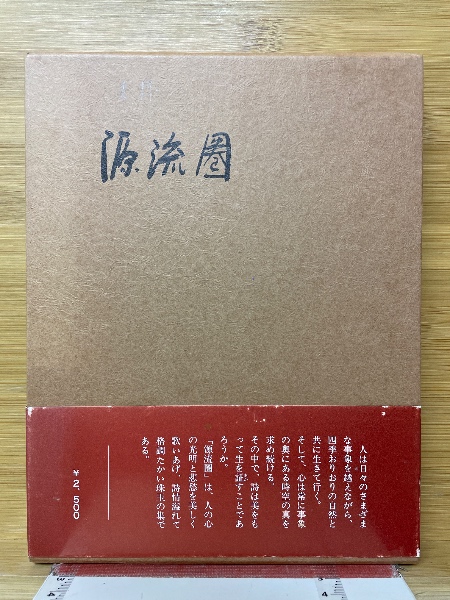 詩集
源流圏
人は日々のさまざま
な事象を越えながら、
四季おりおりの自然と
共に生きて行く。
そして、心は常に事象
の奥にある時空の真を
求め続ける。
その中で、詩は美をも
って生を証すことであ
ろうか。
「源流圏」は、人の心
の光明と悲愁を美しく
歌いあげ、詩情溢れて
格調たかい珠玉の集で
ある。
￥2,500